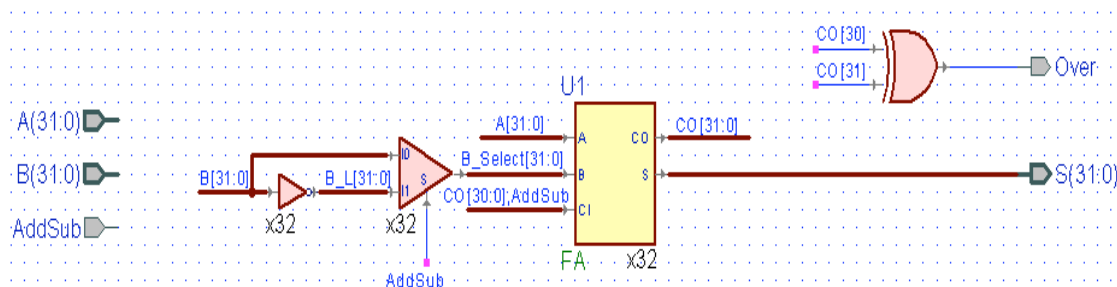 CO[30]
CO[31]
Over
U1
A(31:0)
B(31:0)
AddSub
B[31:0]
B_L[31:0]
I0
I1
S
x32
x32
AddSub
A[31:0]
B_Select[31:0]
CO[30:0],AddSub
A
B
CI
CO
S
CO[31:0]
S(31:0)
FA
x32